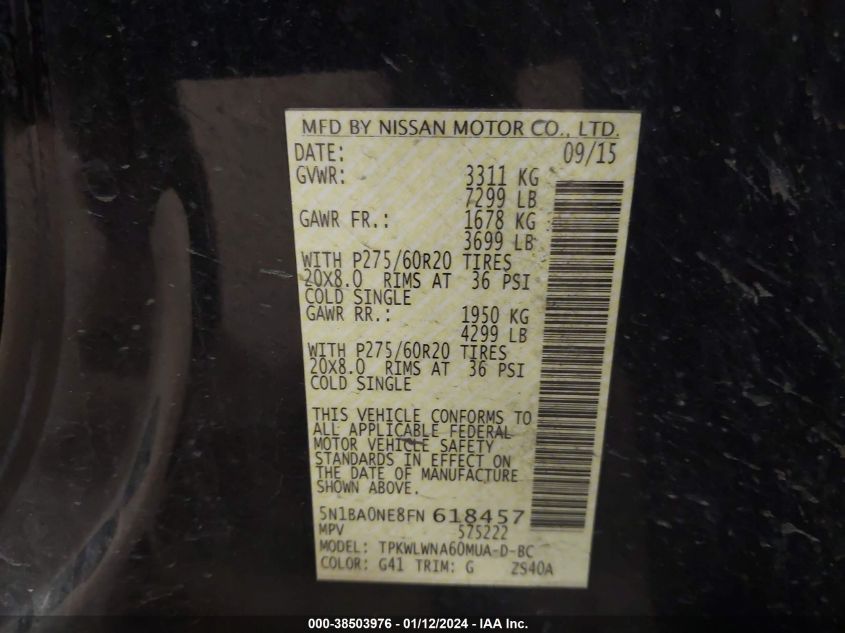 MFD BY NISSAN MOTOR CO., LTD.
DATE: 09/15
GVWR: 3311 KG
7299 LB
GAWR FR.: 1678 KG
3699 LB
WITH P275/60R20 TIRES
20X8.0 RIMS AT 36 PSI
COLD SINGLE
GAWR RR.: 1950 KG
4299 LB
WITH P275/60R20 TIRES
20X8.0 RIMS AT 36 PSI
COLD SINGLE
THIS VEHICLE CONFORMS TO
ALL APPLICABLE FEDERAL
MOTOR VEHICLE SAFETY
STANDARDS IN EFFECT ON
THE DATE OF MANUFACTURE
SHOWN ABOVE.
5N1BA0NE8FN 618457
MPV 575222
MODEL: TPKWLWNA60MUA-D-BC
COLOR: G41 TRIM: G ZS40A
000-38503976 - 01/12/2024 - IAA Inc.